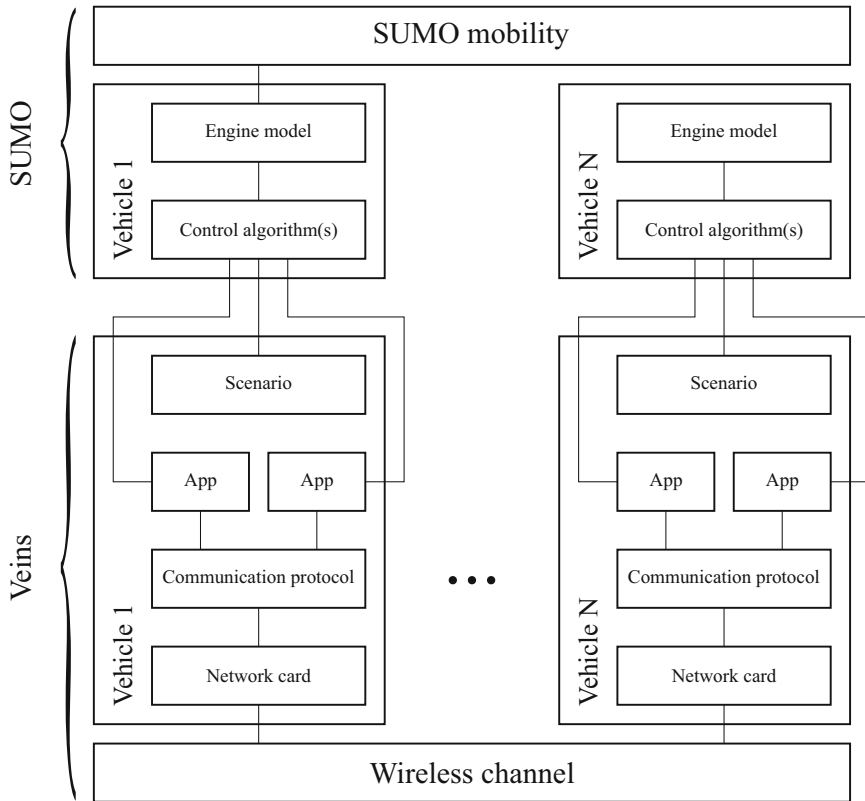 SUMO mobility
SUMO
Vehicle 1
Engine model
Control algorithm(s)
Vehicle N
Engine model
Control algorithm(s)
Veins
Vehicle 1
Scenario
App
App
Communication protocol
Network card
...
Vehicle N
Scenario
App
App
Communication protocol
Network card
Wireless channel